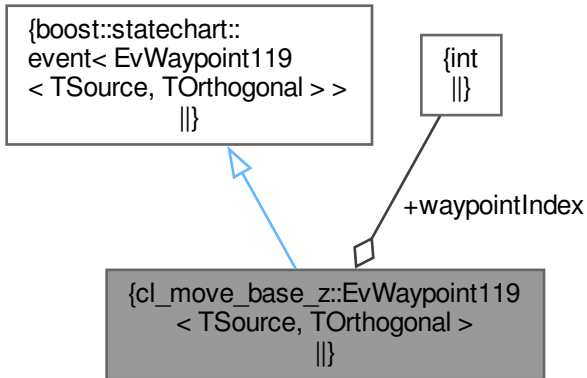 {boost::statechart::
event< EvWaypoint119
< TSource, TOrthogonal > >
||}
{int
||}
+waypointIndex
{cl_move_base_z::EvWaypoint119
< TSource, TOrthogonal >
||}